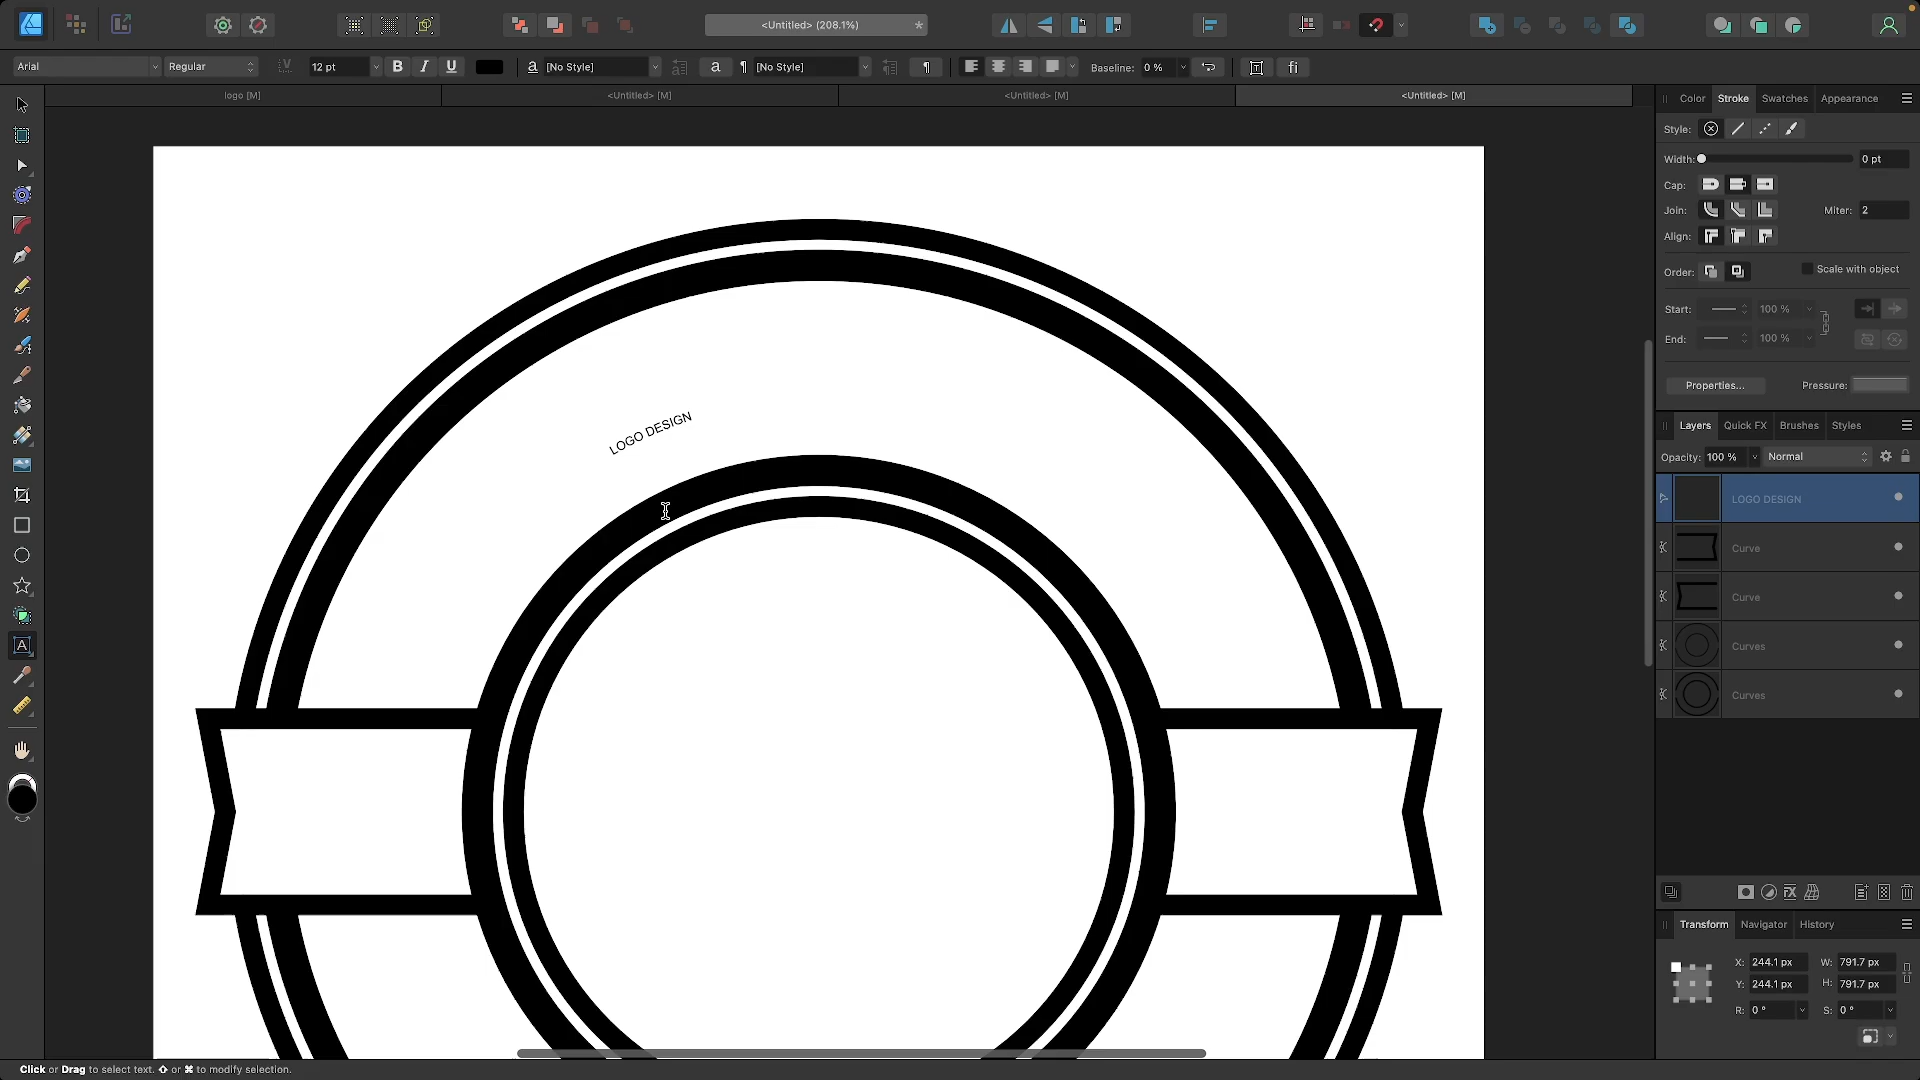 <Untitled> (208.1%)
*
Arial
Regular
12 pt
B I U
a [No Style]
a
¶ [No Style]
¶
Baseline: 0 %
fi
logo [M]
<Untitled> [M]
<Untitled> [M]
<Untitled> [M]
Color Stroke Swatches Appearance
Style:
Width: 0 pt
Cap:
Join:
Miter: 2
Align:
Order:
Scale with object
Start: 100 %
End: 100 %
Properties...
Pressure:
Layers Quick FX Brushes Styles
Opacity: 100 % Normal
LOGO DESIGN
Curve
Curve
Curves
Curves
LOGO DESIGN
A
Transform Navigator History
X: 244.1 px W: 791.7 px
Y: 244.1 px H: 791.7 px
R: 0 ° S: 0 °
Click or Drag to select text. ⇧ or ⌘ to modify selection.